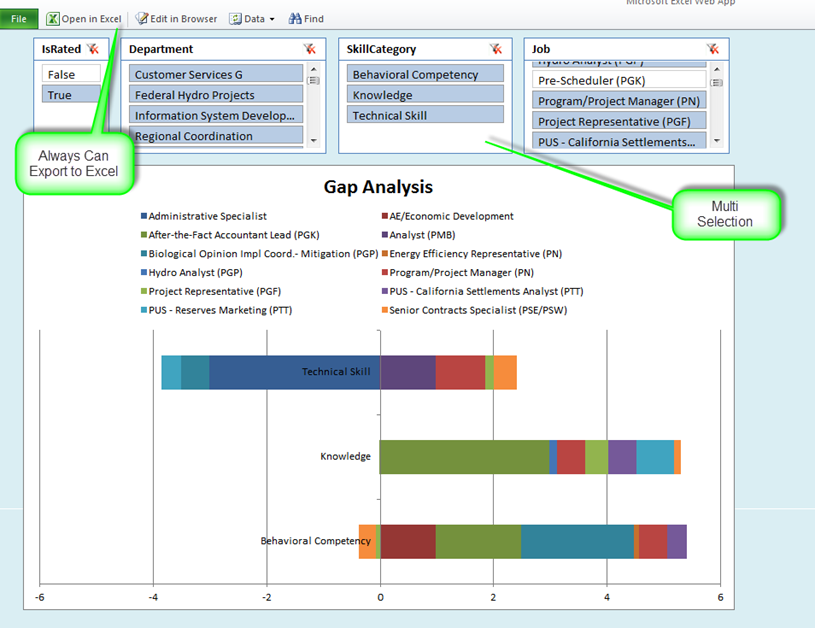 Microsoft Excel Web App
File Open in Excel Edit in Browser Data Find
IsRated
False
True
Department
Customer Services G
Federal Hydro Projects
Information System Develop...
Regional Coordination
SkillCategory
Behavioral Competency
Knowledge
Technical Skill
Job
Hydro Analyst (PGP)
Pre-Scheduler (PGK)
Program/Project Manager (PN)
Project Representative (PGF)
PUS - California Settlements...
Always Can
Export to Excel
Multi
Selection
Gap Analysis
Administrative Specialist AE/Economic Development
After-the-Fact Accountant Lead (PGK) Analyst (PMB)
Biological Opinion Impl Coord.- Mitigation (PGP) Energy Efficiency Representative (PN)
Hydro Analyst (PGP) Program/Project Manager (PN)
Project Representative (PGF) PUS - California Settlements Analyst (PTT)
PUS - Reserves Marketing (PTT) Senior Contracts Specialist (PSE/PSW)
Technical Skill
Knowledge
Behavioral Competency
-6 -4 -2 0 2 4 6